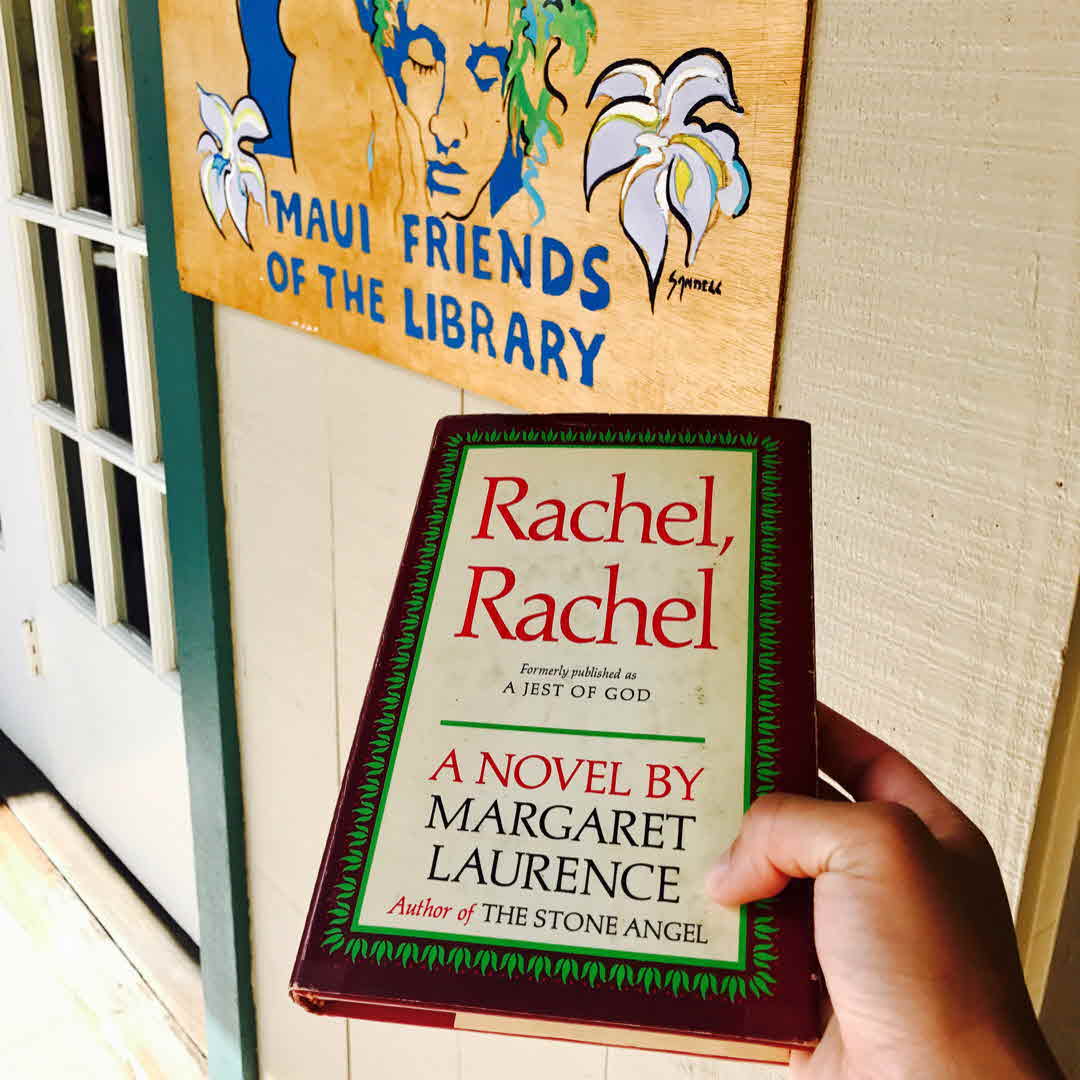 MAUI FRIENDS
OF THE LIBRARY
SANDELL
Rachel,
Rachel
Formerly published as
A JEST OF GOD
A NOVEL BY
MARGARET
LAURENCE
Author of THE STONE ANGEL